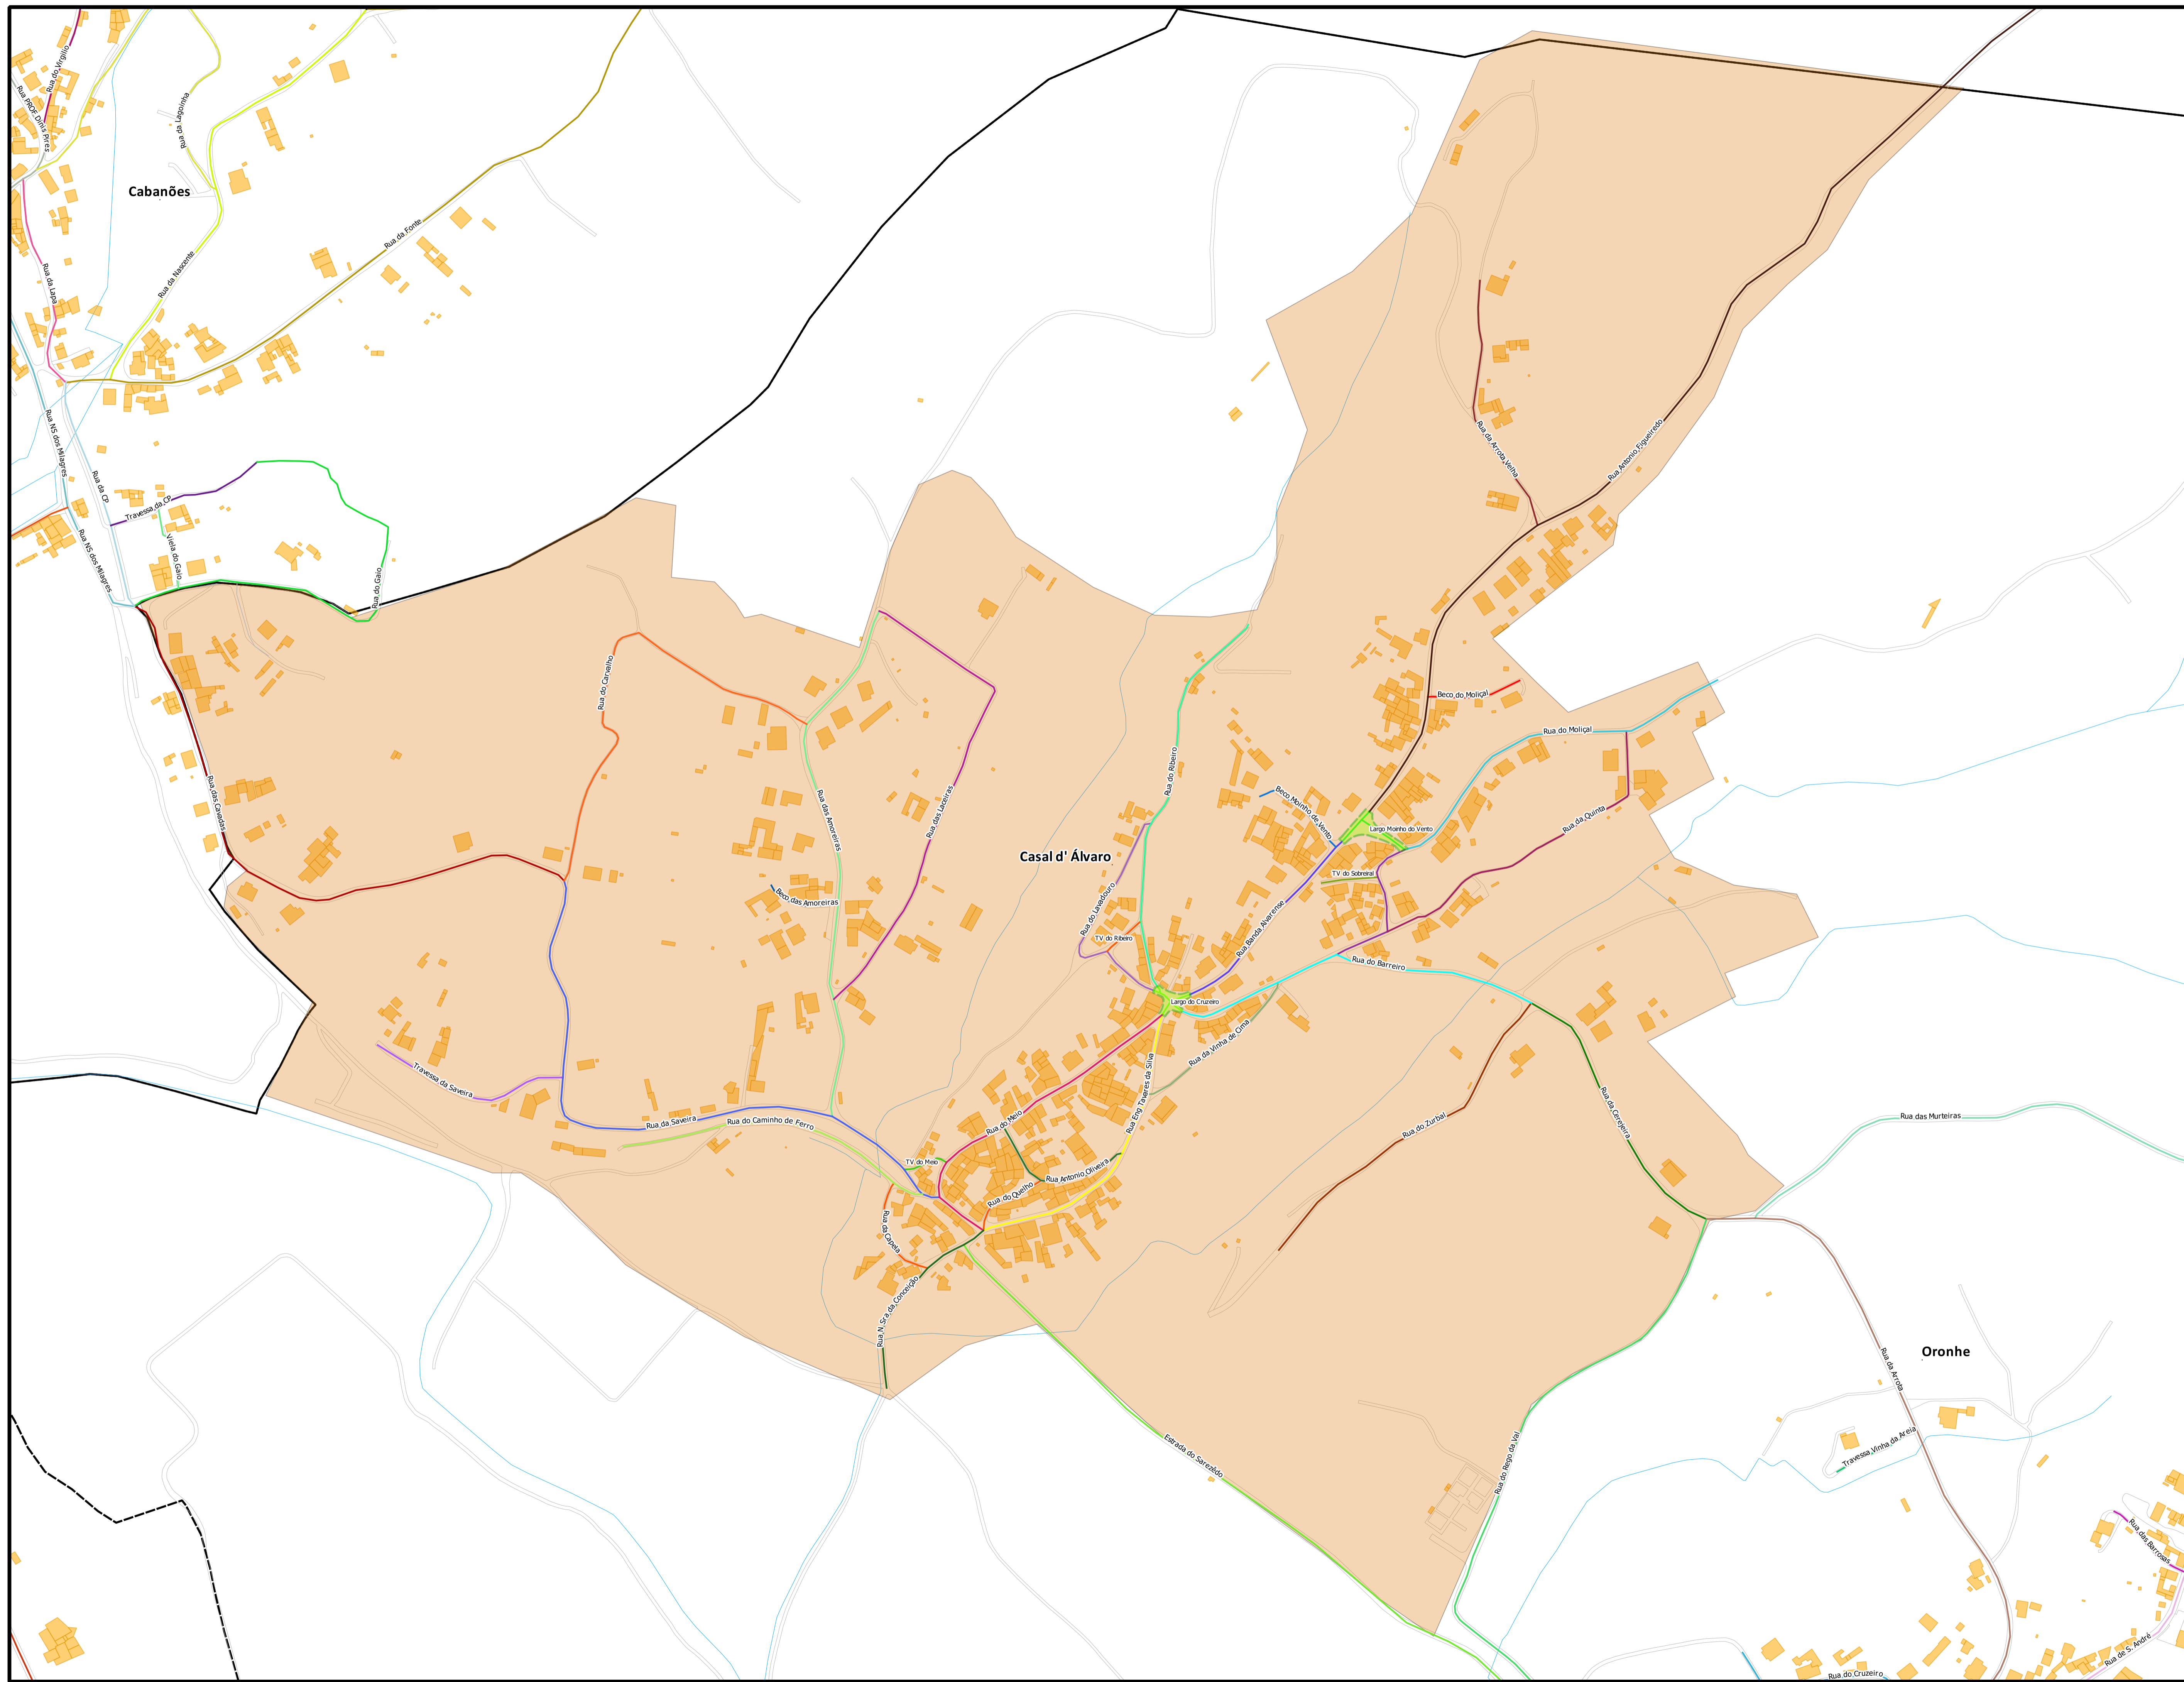 Rua do Virgílio
Rua PROF. Dinis Pires
Rua da Lagoinha
Cabanões
Rua da Fonte
Rua da Nascente
Rua da Lapa
Rua NS dos Milagres
Rua da CP
Travessa da CP
Rua NS dos Milagres
Viela do Gaio
Rua do Gaio
Rua da Arrota Velha
Rua Antonio Figueiredo
Rua do Carvalho
Beco do Moliçal
Rua do Moliçal
Rua do Ribeiro
Rua das Cavadas
Rua das Amoreiras
Rua das Laceiras
Beco Moinho de Vento
Largo Moinho do Vento
Rua da Quinta
Casal d' Álvaro
TV do Sobreiral
Beco das Amoreiras
Rua do Lavadouro
TV do Ribeiro
Rua Banda Alvarense
Rua do Barreiro
Largo do Cruzeiro
Rua da Vinha de Cima
Travessa da Saveira
Rua Eng Tavares da Silva
Rua da Saveira
Rua do Caminho de Ferro
Rua do Meio
Rua do Zurbal
Rua da Cerejeira
Rua das Murteiras
TV do Meio
Rua Antonio Oliveira
Rua do Quelho
Rua da Capela
Rua N. Sra da Conceição
Oronhe
Rua da Arrota
Estrada do Sarezédo
Rua do Rego da Val
Travessa Vinha da Areia
Rua das Barrosas
Rua de S. André
Rua do Cruzeiro